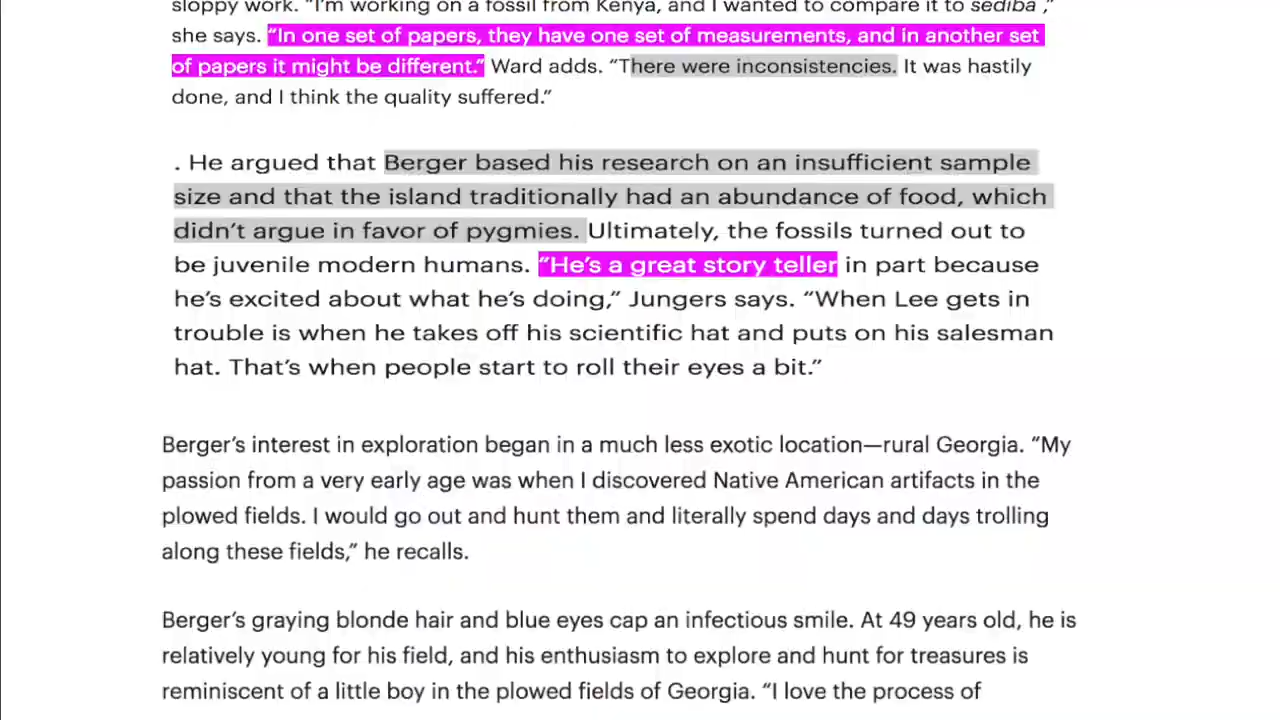 sloppy work. “I’m working on a fossil from Kenya, and I wanted to compare it to sediba ,”
she says. “In one set of papers, they have one set of measurements, and in another set
of papers it might be different.” Ward adds. “There were inconsistencies. It was hastily
done, and I think the quality suffered.”
. He argued that Berger based his research on an insufficient sample
size and that the island traditionally had an abundance of food, which
didn’t argue in favor of pygmies. Ultimately, the fossils turned out to
be juvenile modern humans. “He’s a great story teller in part because
he’s excited about what he’s doing,” Jungers says. “When Lee gets in
trouble is when he takes off his scientific hat and puts on his salesman
hat. That’s when people start to roll their eyes a bit.”
Berger’s interest in exploration began in a much less exotic location—rural Georgia. “My
passion from a very early age was when I discovered Native American artifacts in the
plowed fields. I would go out and hunt them and literally spend days and days trolling
along these fields,” he recalls.
Berger’s graying blonde hair and blue eyes cap an infectious smile. At 49 years old, he is
relatively young for his field, and his enthusiasm to explore and hunt for treasures is
reminiscent of a little boy in the plowed fields of Georgia. “I love the process of